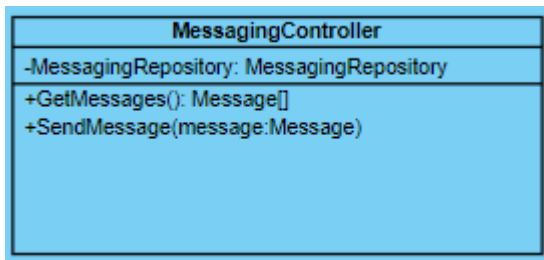 MessagingController
-MessagingRepository: MessagingRepository
+GetMessages(): Message[]
+SendMessage(message:Message)